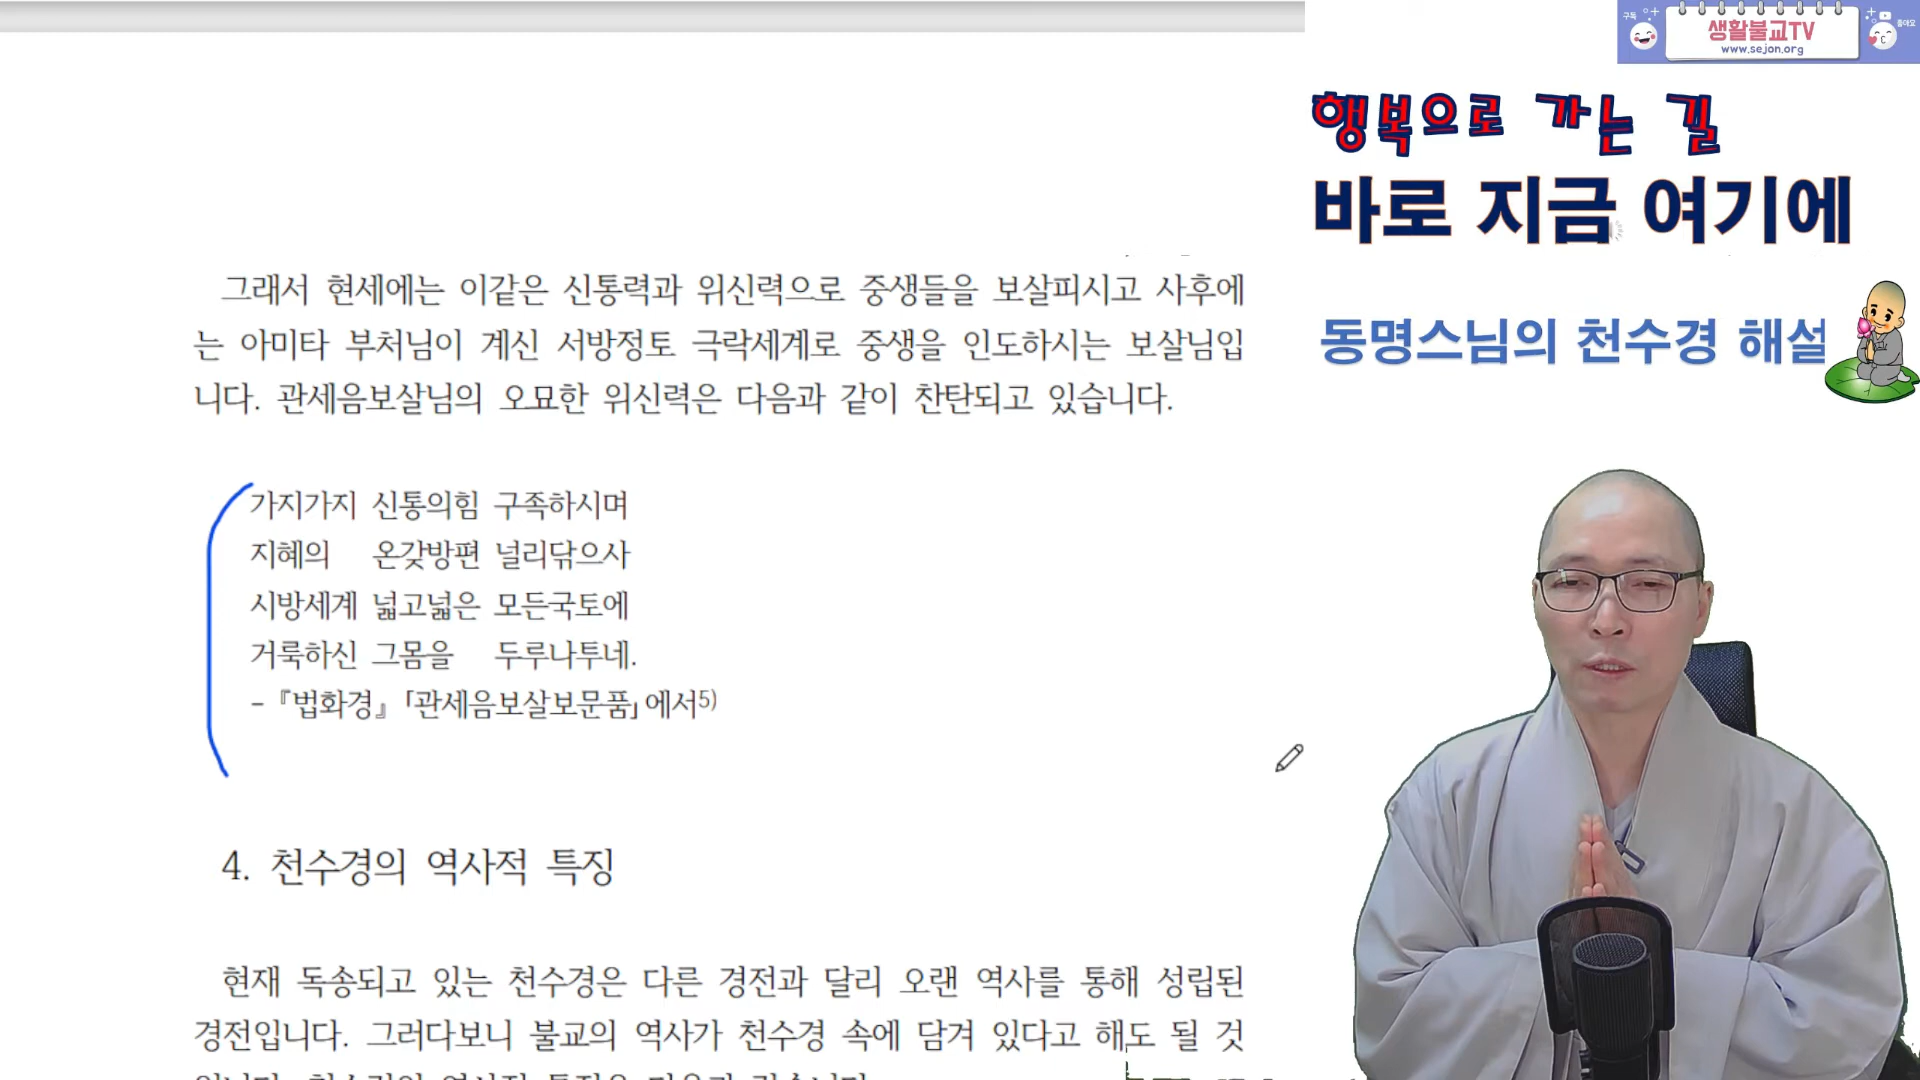 그래서 현세에는 이같은 신통력과 위신력으로 중생들을 보살피시고 사후에
는 아미타 부처님이 계신 서방정토 극락세계로 중생을 인도하시는 보살님입
니다. 관세음보살님의 오묘한 위신력은 다음과 같이 찬탄되고 있습니다.
가지가지 신통의힘 구족하시며
지혜의 온갖방편 널리닦으사
시방세계 넓고넓은 모든국토에
거룩하신 그몸을 두루나투네.
-『법화경』「관세음보살보문품」에서5)
4. 천수경의 역사적 특징
현재 독송되고 있는 천수경은 다른 경전과 달리 오랜 역사를 통해 성립된
경전입니다. 그러다보니 불교의 역사가 천수경 속에 담겨 있다고 해도 될 것
구독
생활불교TV
www.sejon.org
좋아요
행복으로 가는 길
바로 지금 여기에
동명스님의 천수경 해설